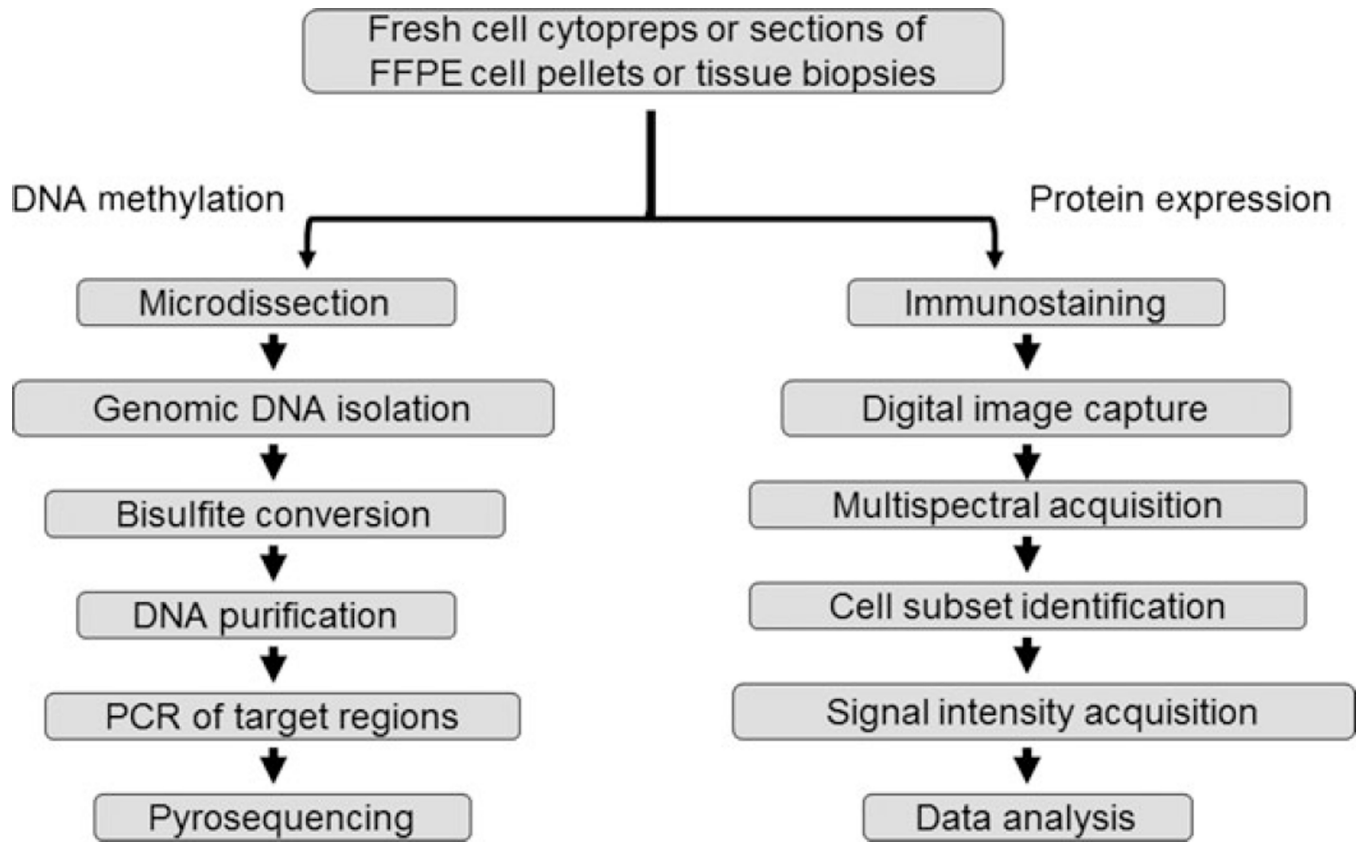 Fresh cell cytopreps or sections of
FFPE cell pellets or tissue biopsies
DNA methylation
Protein expression
Microdissection
Genomic DNA isolation
Bisulfite conversion
DNA purification
PCR of target regions
Pyrosequencing
Immunostaining
Digital image capture
Multispectral acquisition
Cell subset identification
Signal intensity acquisition
Data analysis